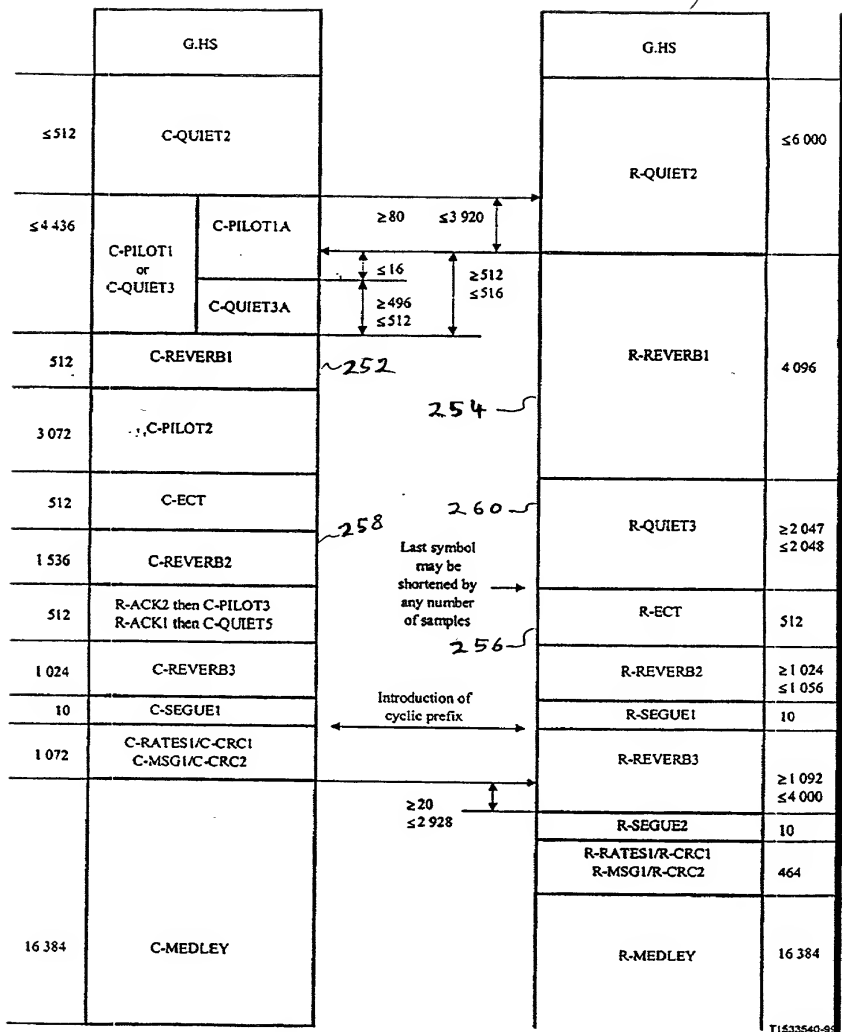 G.HS
G.HS
≤512
C-QUIET2
≤6 000
R-QUIET2
≤4 436
C-PILOT1A
≥80 ≤3 920
C-PILOT1
or
C-QUIET3
≤16
≥512
≤516
C-QUIET3A
≥496
≤512
512
C-REVERB1
252
R-REVERB1
4 096
254
3 072
C-PILOT2
512
C-ECT
260
R-QUIET3
≥2 047
≤2 048
258
1 536
C-REVERB2
Last symbol
may be
shortened by
any number
of samples
512
R-ACK2 then C-PILOT3
R-ACK1 then C-QUIET5
R-ECT
512
256
1 024
C-REVERB3
R-REVERB2
≥1 024
≤1 056
10
C-SEGUE1
Introduction of
cyclic prefix
R-SEGUE1
10
1 072
C-RATES1/C-CRC1
C-MSG1/C-CRC2
R-REVERB3
≥1 092
≤4 000
≥20
≤2 928
R-SEGUE2
10
R-RATES1/R-CRC1
R-MSG1/R-CRC2
464
16 384
C-MEDLEY
R-MEDLEY
16 384
T1533540-99